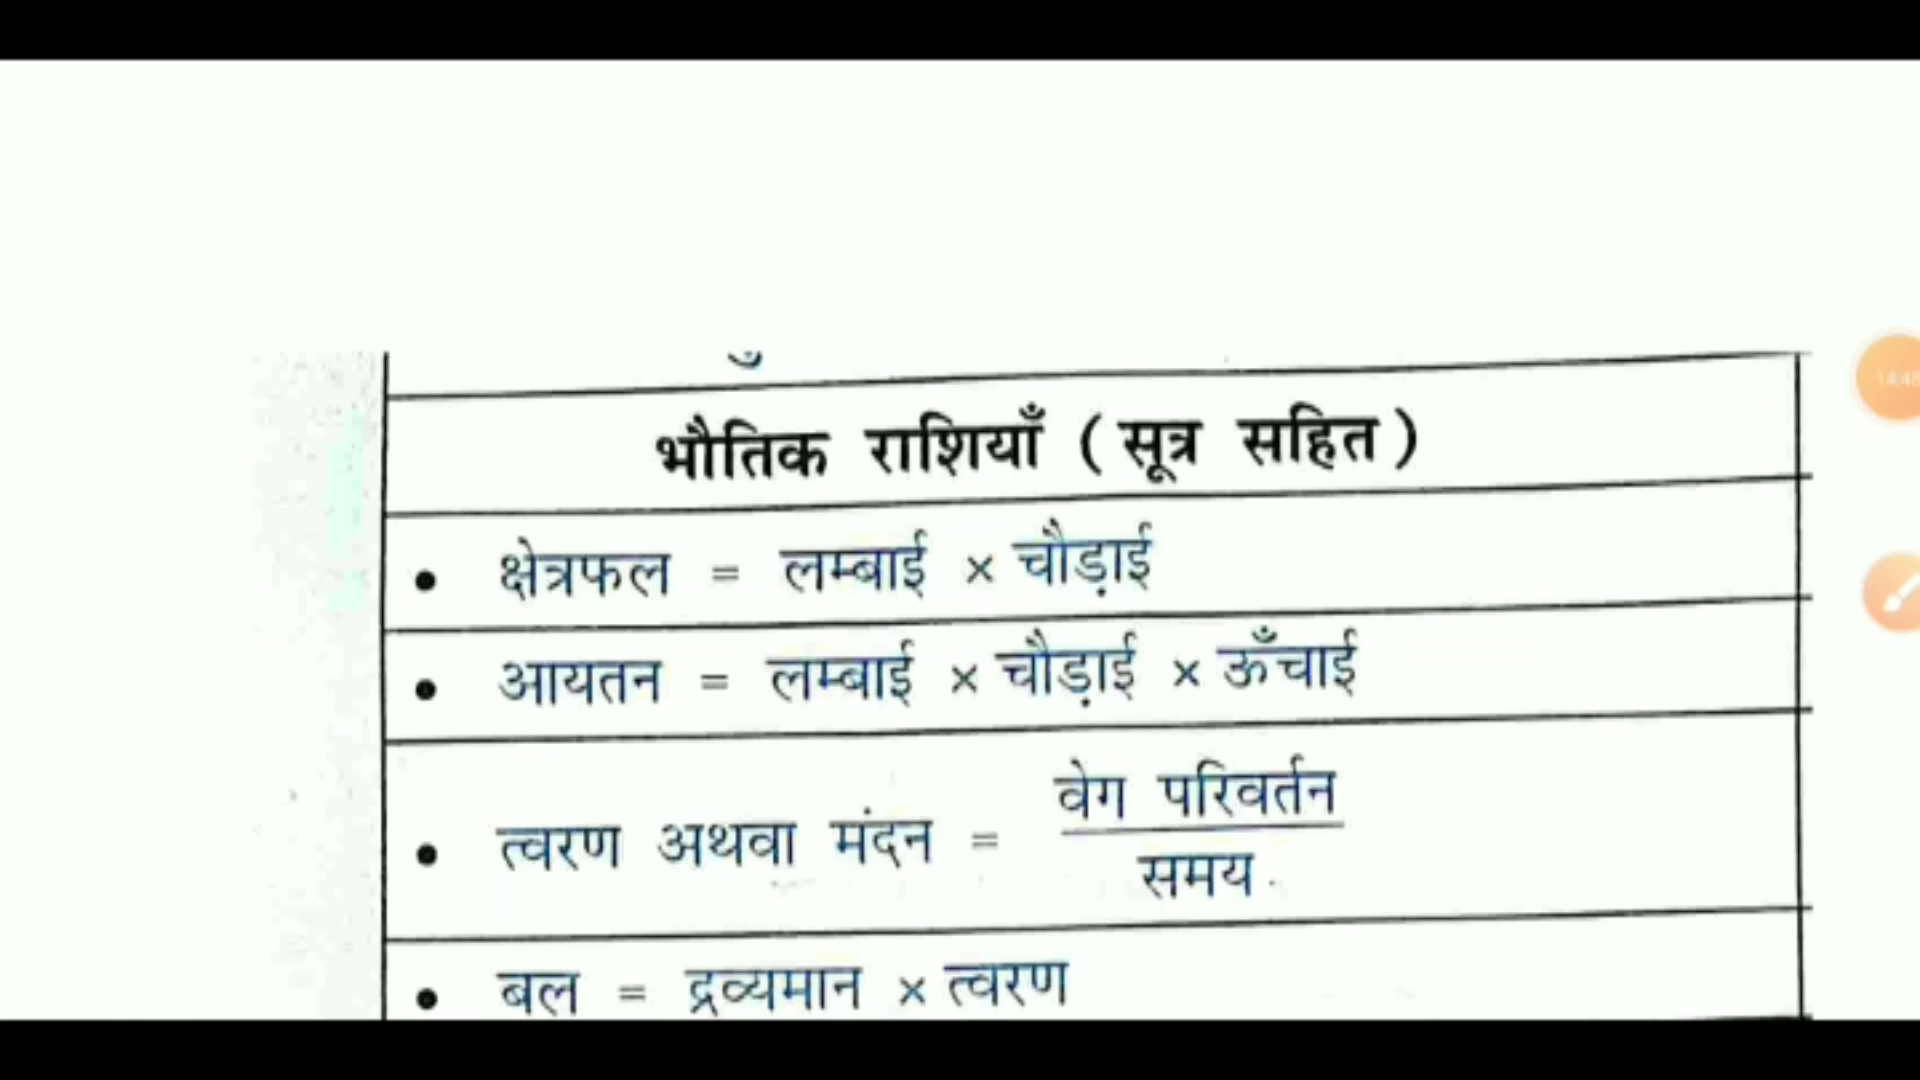 भौतिक राशियाँ ( सूत्र सहित )
• क्षेत्रफल = लम्बाई × चौड़ाई
• आयतन = लम्बाई × चौड़ाई × ऊँचाई
• त्वरण अथवा मंदन = वेग परिवर्तन
समय
• बल = द्रव्यमान × त्वरण